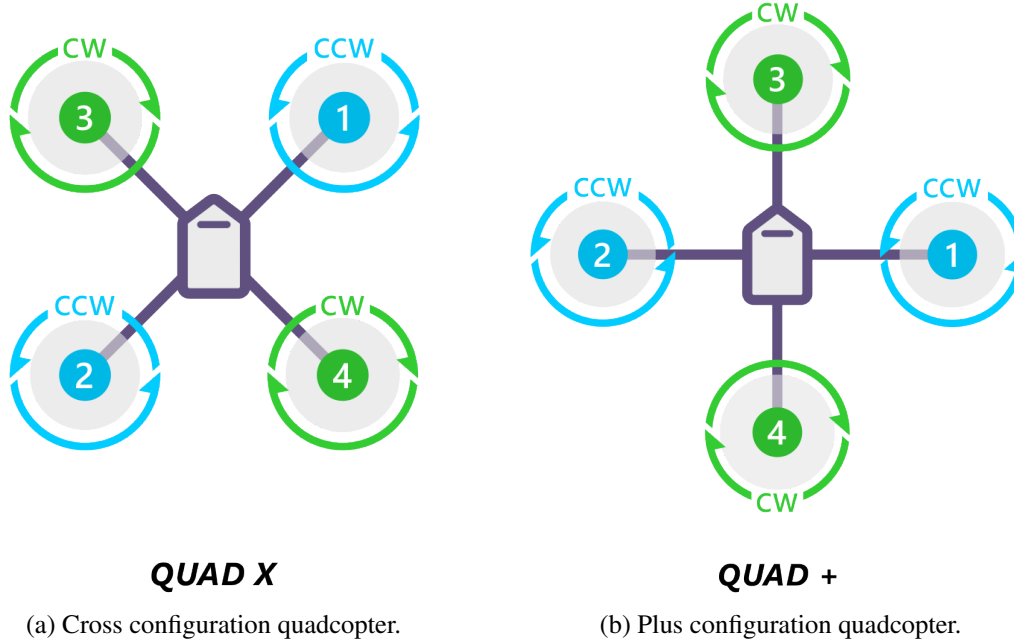 CW
CCW
3
1
CCW
CW
2
4
QUAD X
(a) Cross configuration quadcopter.
CW
3
CCW
CCW
2
1
4
CW
QUAD +
(b) Plus configuration quadcopter.